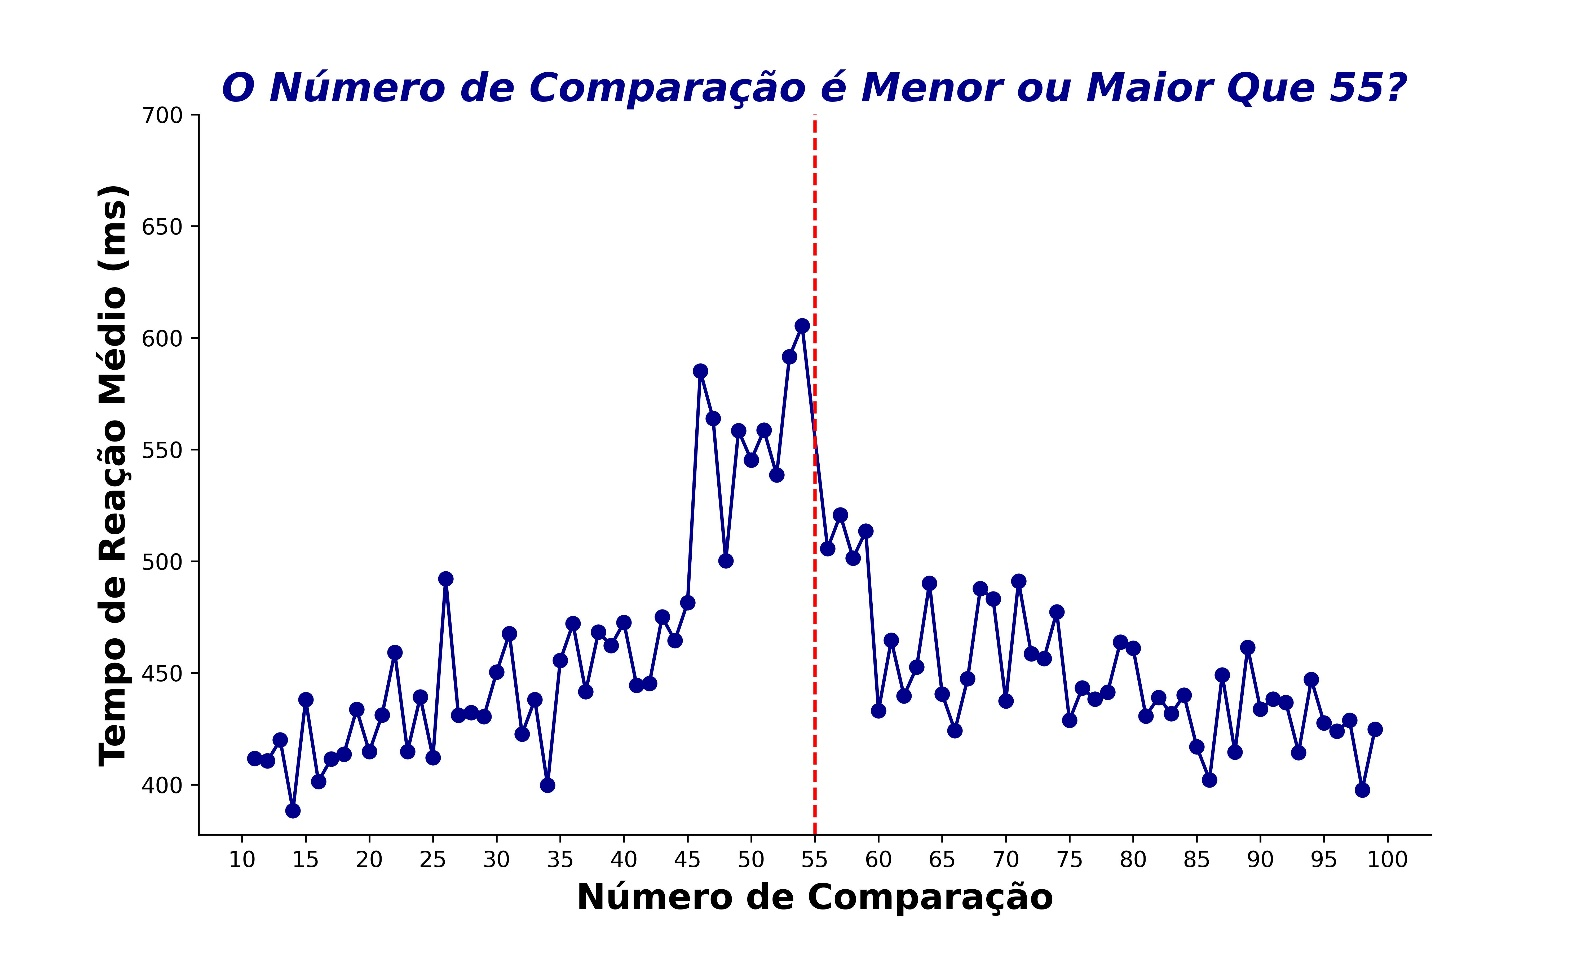 O Número de Comparação é Menor ou Maior Que 55?
700
650
600
550
500
450
400
Tempo de Reação Médio (ms)
10 15 20 25 30 35 40 45 50 55 60 65 70 75 80 85 90 95 100
Número de Comparação